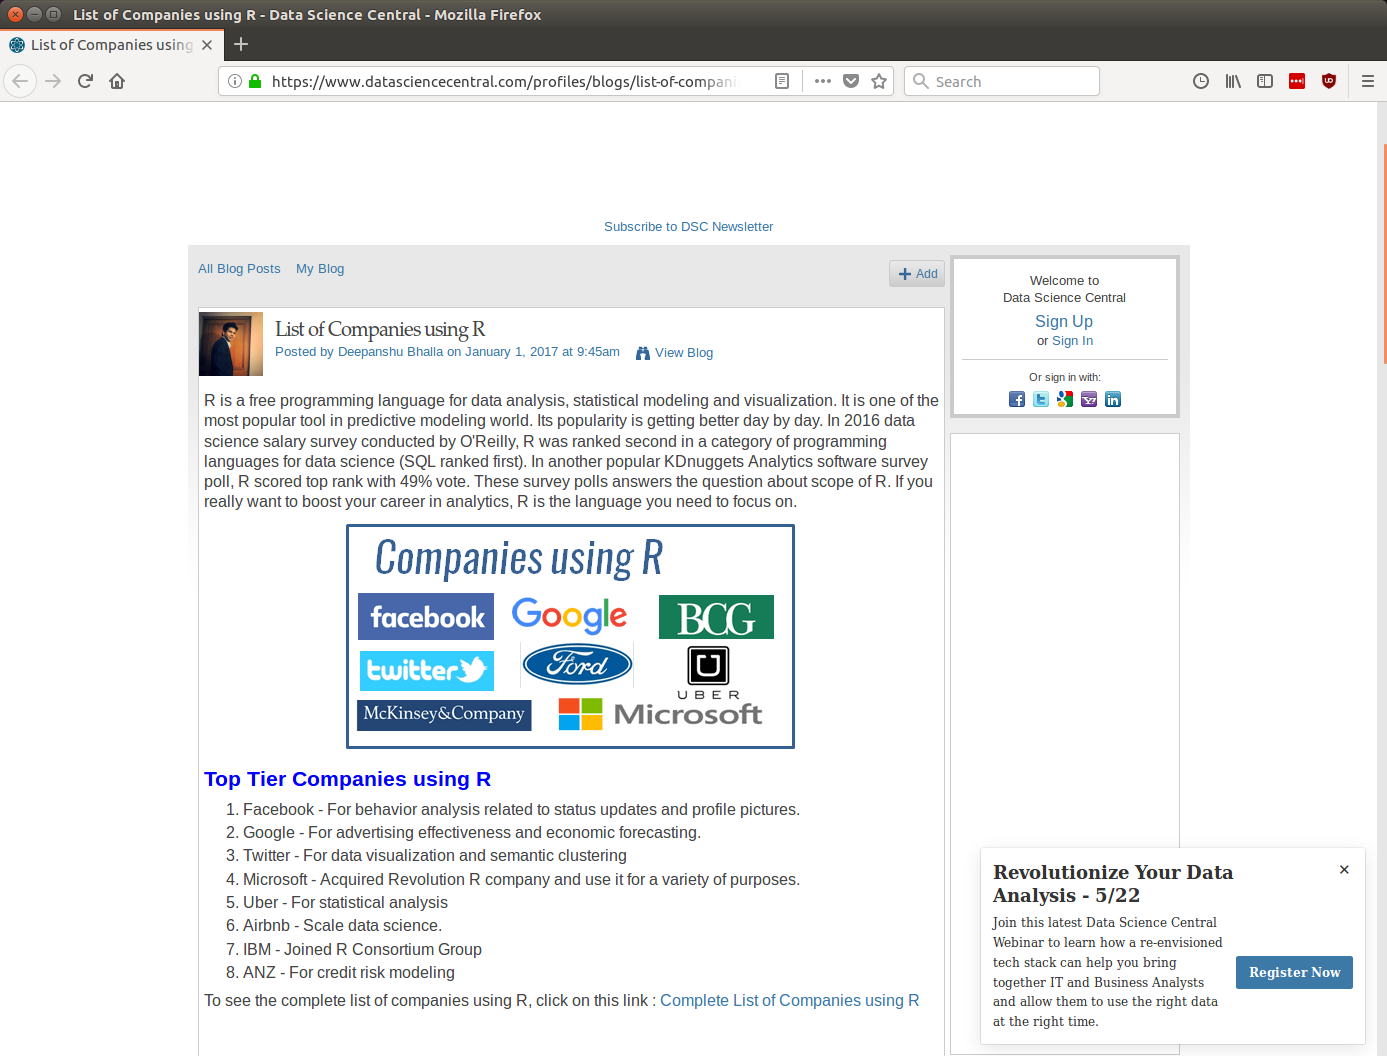 List of Companies using R - Data Science Central - Mozilla Firefox
List of Companies using
https://www.datasciencecentral.com/profiles/blogs/list-of-compani
Search
Subscribe to DSC Newsletter
All Blog Posts My Blog
Add
List of Companies using R
Posted by Deepanshu Bhalla on January 1, 2017 at 9:45am View Blog
R is a free programming language for data analysis, statistical modeling and visualization. It is one of the
most popular tool in predictive modeling world. Its popularity is getting better day by day. In 2016 data
science salary survey conducted by O'Reilly, R was ranked second in a category of programming
languages for data science (SQL ranked first). In another popular KDnuggets Analytics software survey
poll, R scored top rank with 49% vote. These survey polls answers the question about scope of R. If you
really want to boost your career in analytics, R is the language you need to focus on.
Companies using R
facebook Google BCG
twitter Ford UBER
McKinsey&Company Microsoft
Top Tier Companies using R
1. Facebook - For behavior analysis related to status updates and profile pictures.
2. Google - For advertising effectiveness and economic forecasting.
3. Twitter - For data visualization and semantic clustering
4. Microsoft - Acquired Revolution R company and use it for a variety of purposes.
5. Uber - For statistical analysis
6. Airbnb - Scale data science.
7. IBM - Joined R Consortium Group
8. ANZ - For credit risk modeling
To see the complete list of companies using R, click on this link : Complete List of Companies using R
Welcome to
Data Science Central
Sign Up
or Sign In
Or sign in with:
Revolutionize Your Data
Analysis - 5/22
Join this latest Data Science Central
Webinar to learn how a re-envisioned
tech stack can help you bring
together IT and Business Analysts
and allow them to use the right data
at the right time.
Register Now